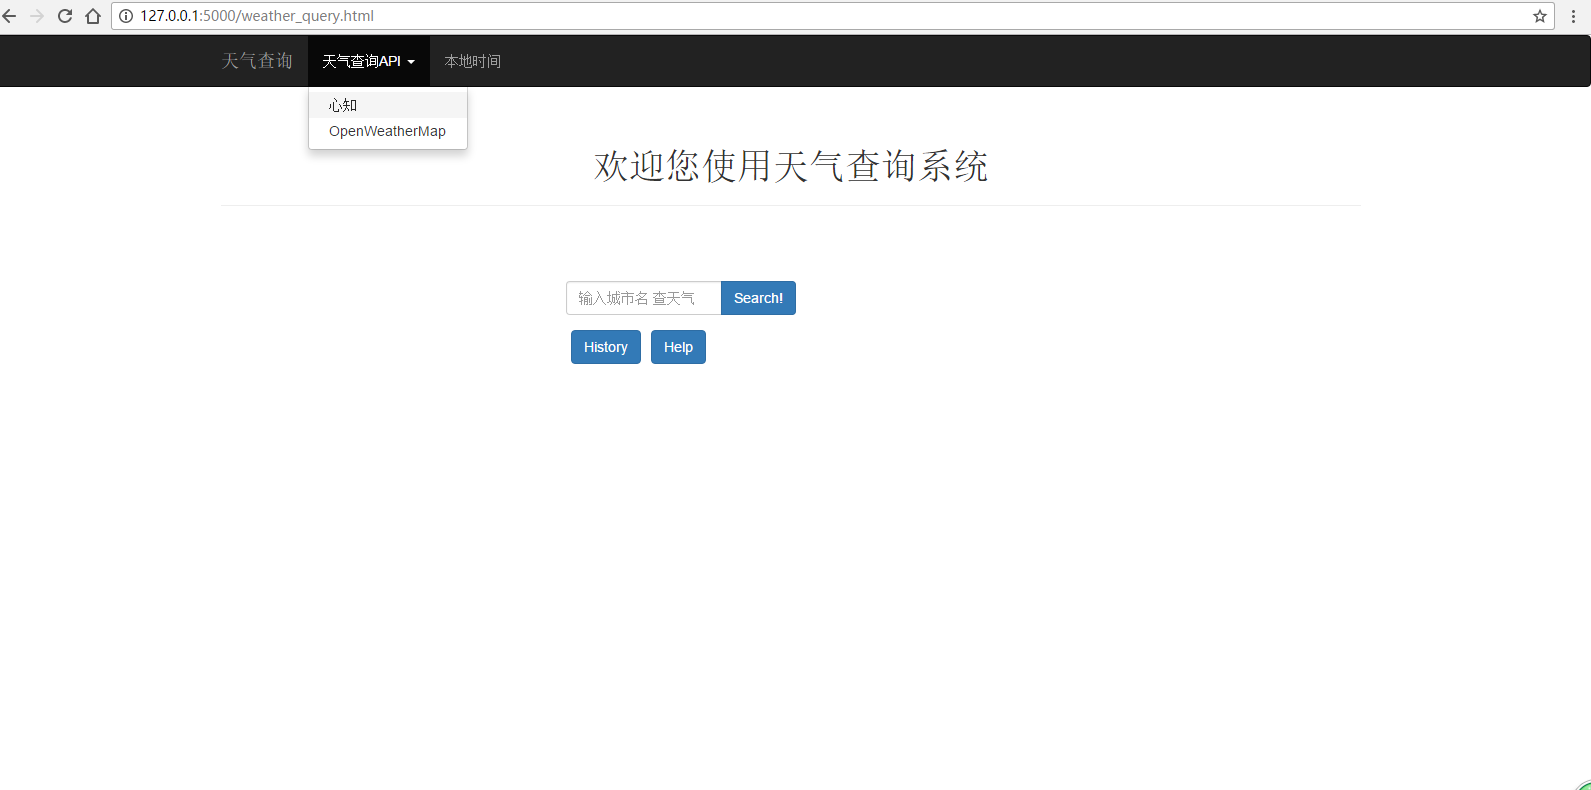 127.0.0.1:5000/weather_query.html
天气查询 天气查询API 本地时间
心知
OpenWeatherMap
欢迎您使用天气查询系统
输入城市名 查天气 Search!
History Help